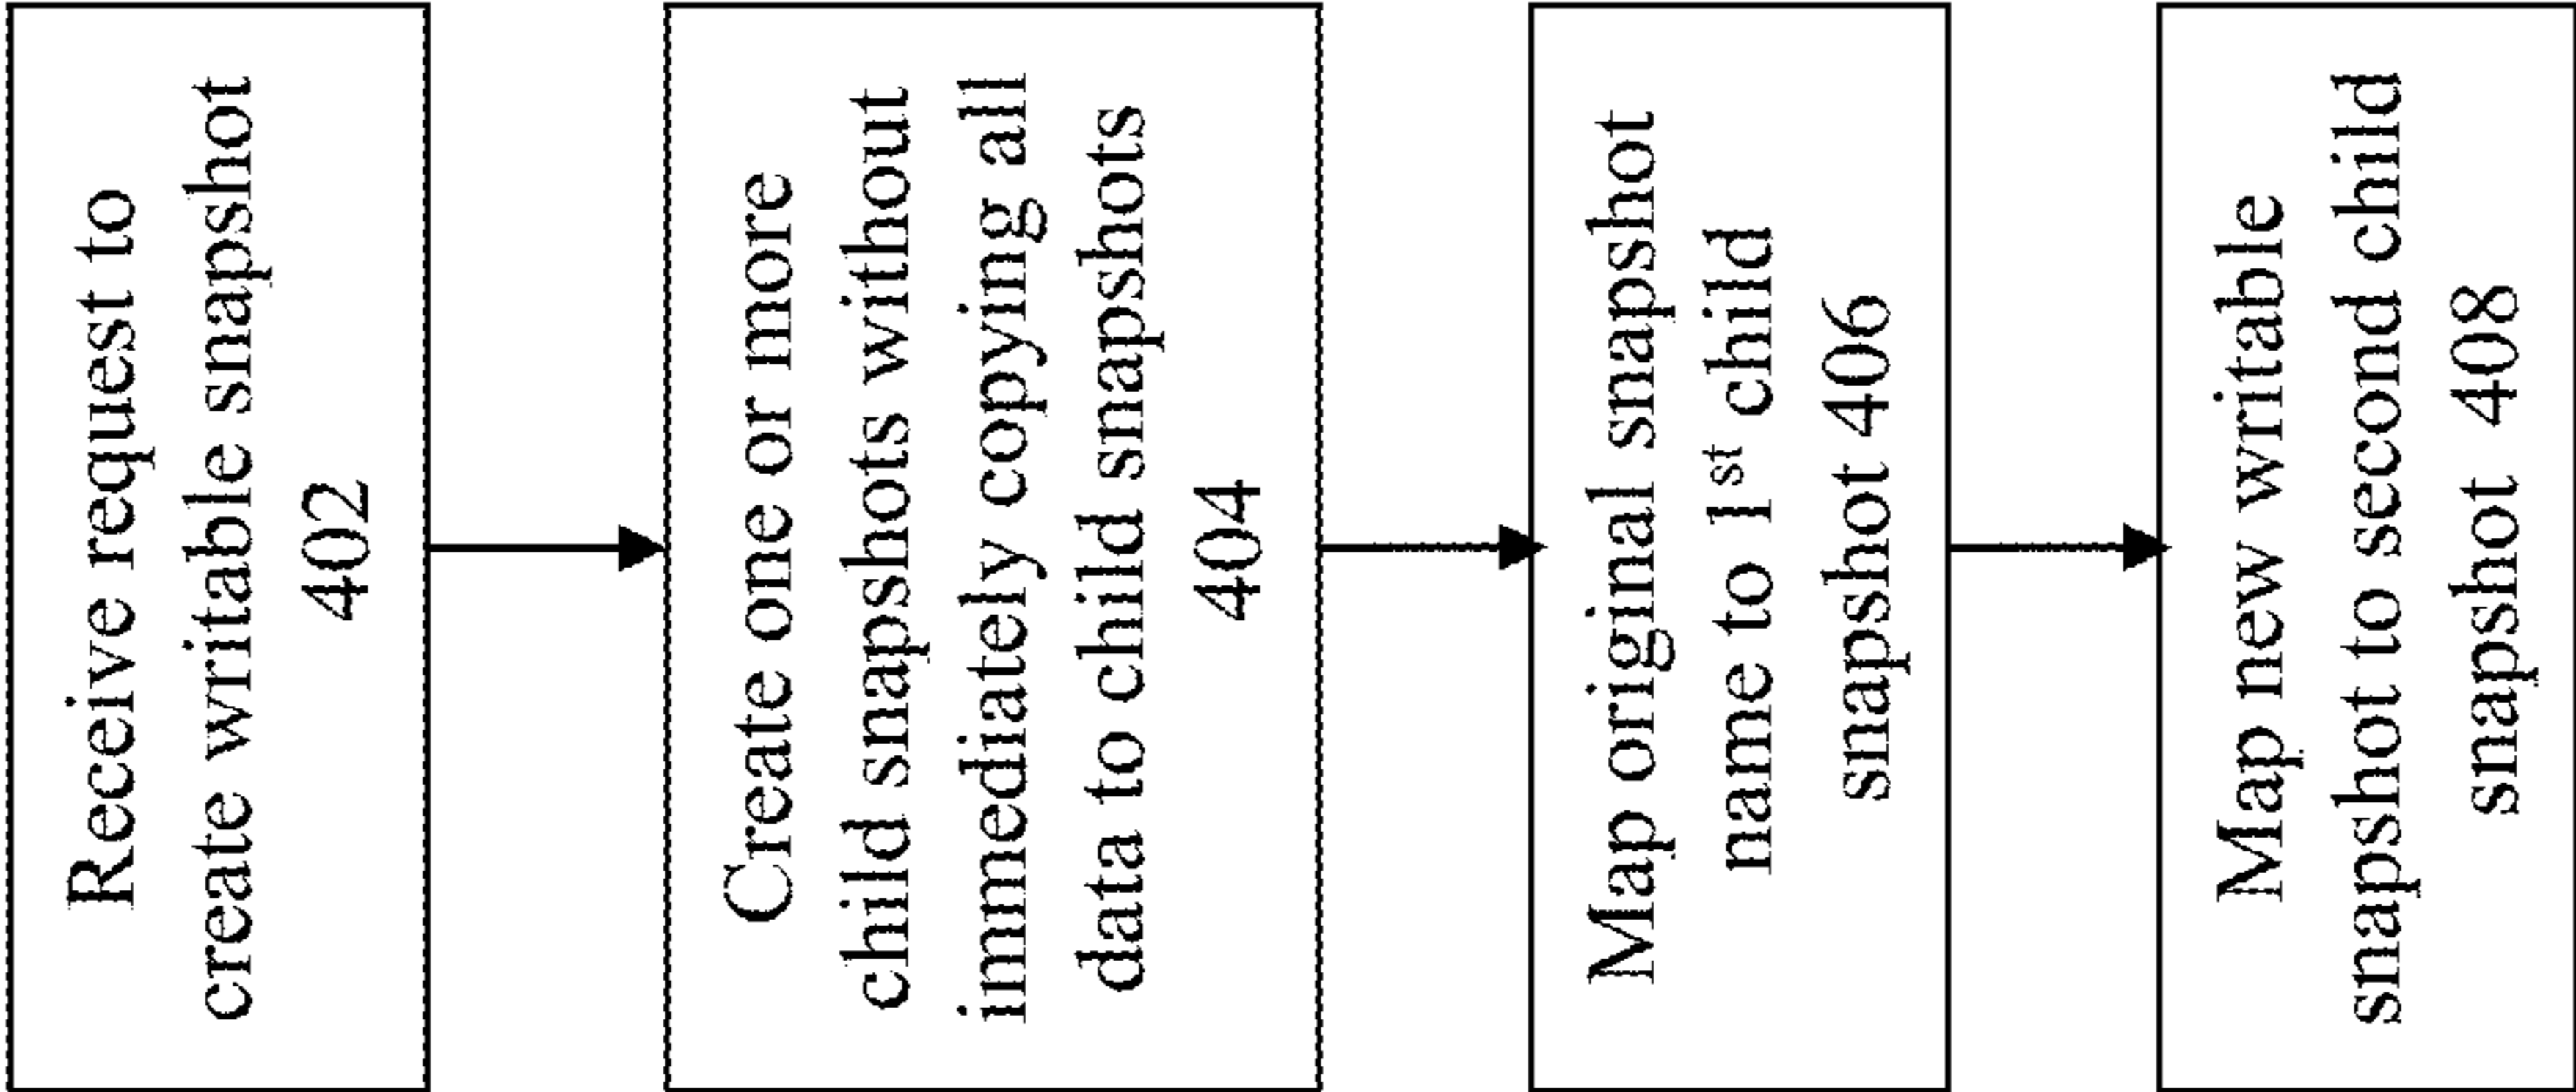 Receive request to
create writable snapshot
402
Create one or more
child snapshots without
immediately copying all
data to child snapshots
404
Map original snapshot
name to 1st child
snapshot 406
Map new writable
snapshot to second child
snapshot 408